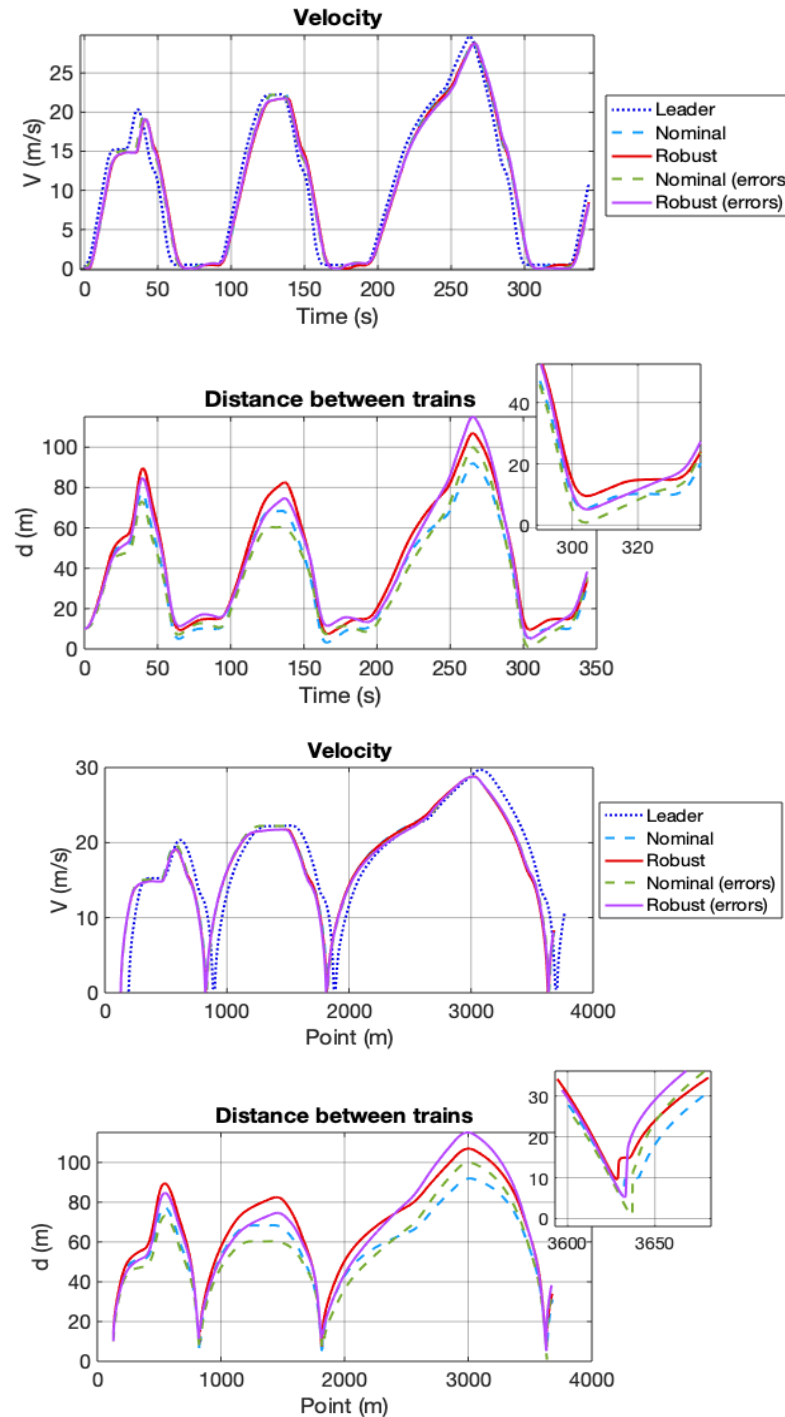 Velocity
V (m/s)
25
20
15
10
5
0
0 50 100 150 200 250 300
Time (s)
Leader
Nominal
Robust
Nominal (errors)
Robust (errors)
Distance between trains
d (m)
100
80
60
40
20
0
0 50 100 150 200 250 300 350
Time (s)
40
20
0
300 320
Velocity
V (m/s)
30
20
10
0
0 1000 2000 3000 4000
Point (m)
Leader
Nominal
Robust
Nominal (errors)
Robust (errors)
Distance between trains
d (m)
100
80
60
40
20
0
0 1000 2000 3000 4000
Point (m)
30
20
10
0
3600 3650